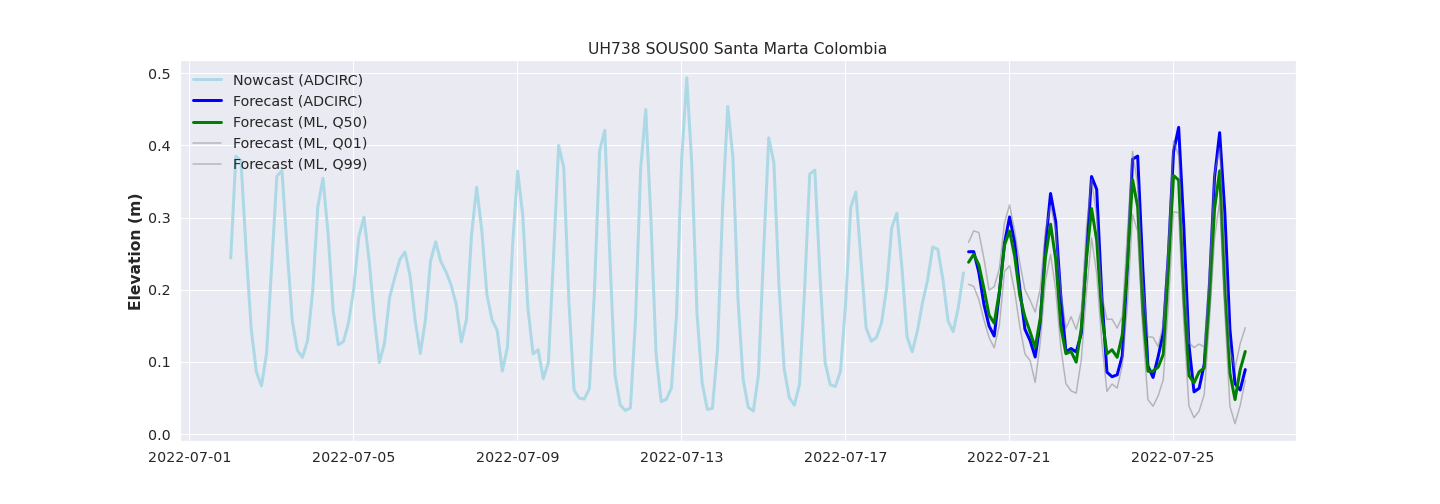 UH738 SOUS00 Santa Marta Colombia
Nowcast (ADCIRC)
Forecast (ADCIRC)
Forecast (ML, Q50)
Forecast (ML, Q01)
Forecast (ML, Q99)
Elevation (m)
0.5
0.4
0.3
0.2
0.1
0.0
2022-07-01
2022-07-05
2022-07-09
2022-07-13
2022-07-17
2022-07-21
2022-07-25